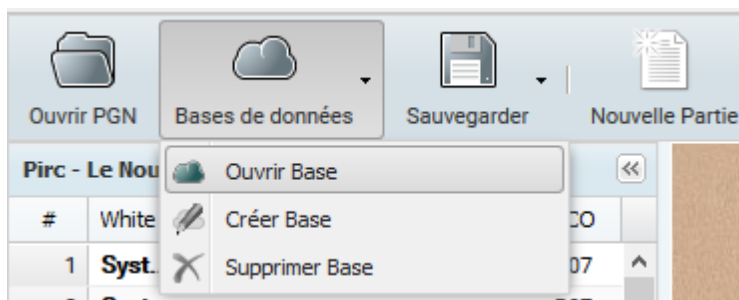 Ouvrir PGN
Bases de données
Sauvegarder
Nouvelle Partie
Pirc - Le Nou
Ouvrir Base
# White
Créer Base
CO
1 Syst..
Supprimer Base
07